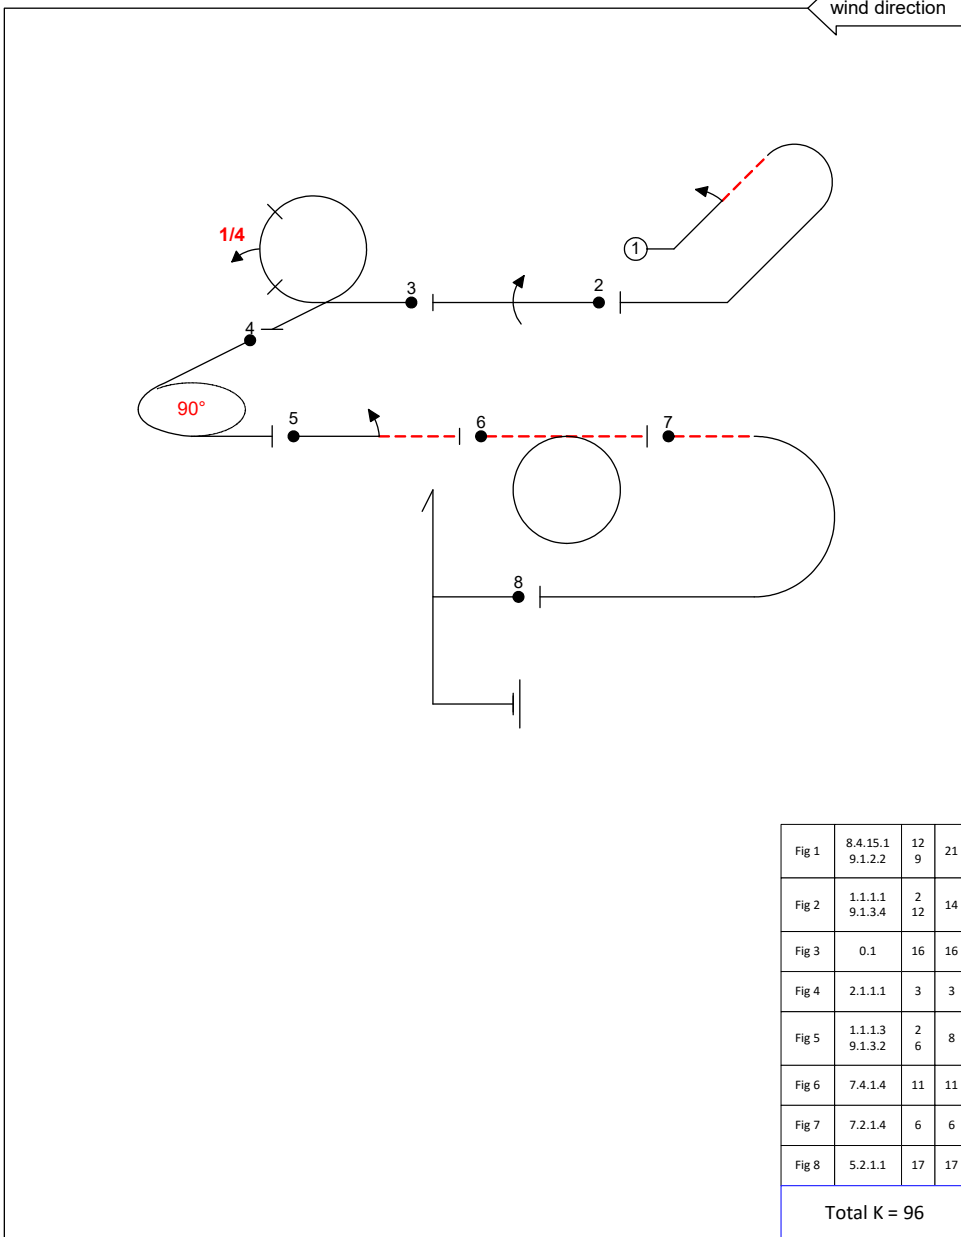 wind direction
1
1/4
3
2
4
90°
5
6
7
8
Fig 1 8.4.15.1 12 21
9.1.2.2 9
Fig 2 1.1.1.1 2 14
9.1.3.4 12
Fig 3 0.1 16 16
Fig 4 2.1.1.1 3 3
Fig 5 1.1.1.3 2 8
9.1.3.2 6
Fig 6 7.4.1.4 11 11
Fig 7 7.2.1.4 6 6
Fig 8 5.2.1.1 17 17
Total K = 96